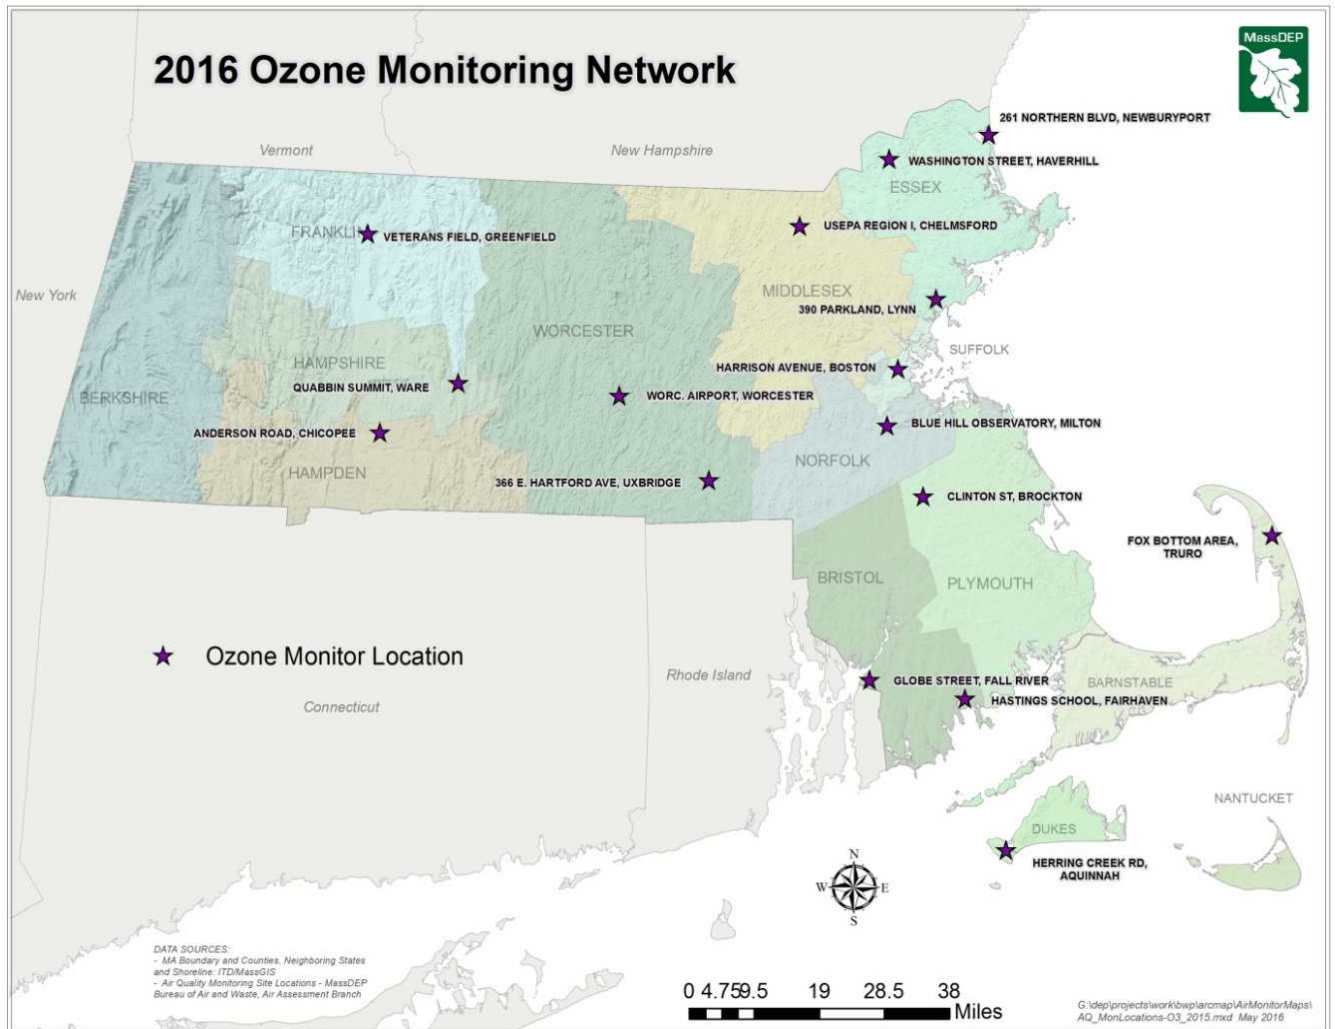 2016 Ozone Monitoring Network
MassDEP
261 NORTHERN BLVD, NEWBURYPORT
Vermont
New Hampshire
WASHINGTON STREET, HAVERHILL
ESSEX
USEPA REGION I, CHELMSFORD
FRANKLI
VETERANS FIELD, GREENFIELD
New York
MIDDLESEX
390 PARKLAND, LYNN
WORCESTER
SUFFOLK
HAMPSHIRE
HARRISON AVENUE, BOSTON
QUABBIN SUMMIT, WARE
BERKSHIRE
WORC. AIRPORT, WORCESTER
BLUE HILL OBSERVATORY, MILTON
ANDERSON ROAD, CHICOPEE
NORFOLK
HAMPDEN
366 E. HARTFORD AVE, UXBRIDGE
CLINTON ST, BROCKTON
FOX BOTTOM AREA,
TRURO
BRISTOL
PLYMOUTH
Ozone Monitor Location
Rhode Island
GLOBE STREET, FALL RIVER
BARNSTABLE
HASTINGS SCHOOL, FAIRHAVEN
Connecticut
NANTUCKET
DUKES
HERRING CREEK RD,
AQUINNAH
N
W E
S
DATA SOURCES:
- MA Boundary and Counties, Neighboring States
and Shoreline: ITD/MassGIS
- Air Quality Monitoring Site Locations - MassDEP
Bureau of Air and Waste, Air Assessment Branch
0 4.75 9.5 19 28.5 38
Miles
G:\dep\projects\work\bwp\arcmap\AirMonitorMaps\
AQ_MonLocations-O3_2015.mxd May 2016